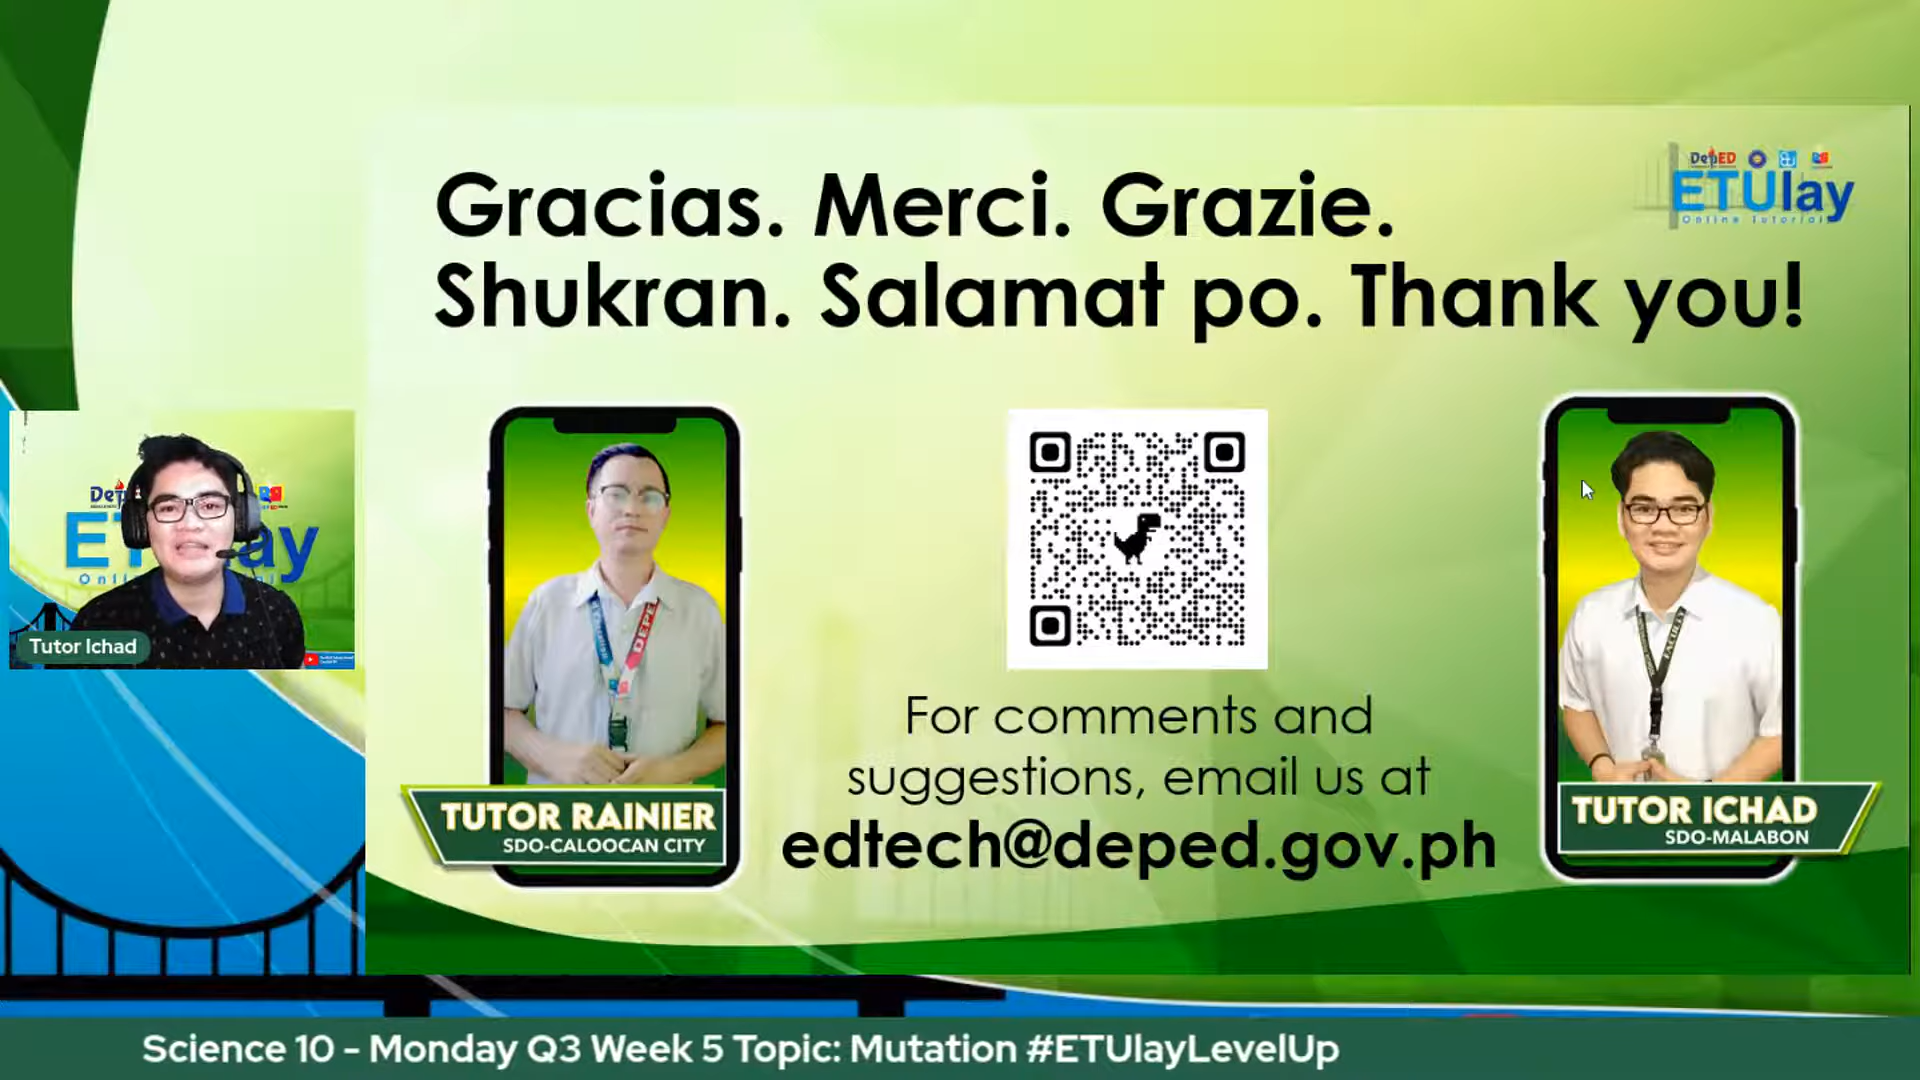 Gracias. Merci. Grazie.
Shukran. Salamat po. Thank you!
DepED
ETUlay
Online Tutorial
Tutor Ichad
DEPE
TUTOR RAINIER
SDO-CALOOCAN CITY
For comments and
suggestions, email us at
edtech@deped.gov.ph
TUTOR ICHAD
SDO-MALABON
Science 10 - Monday Q3 Week 5 Topic: Mutation #ETUlayLevelUp